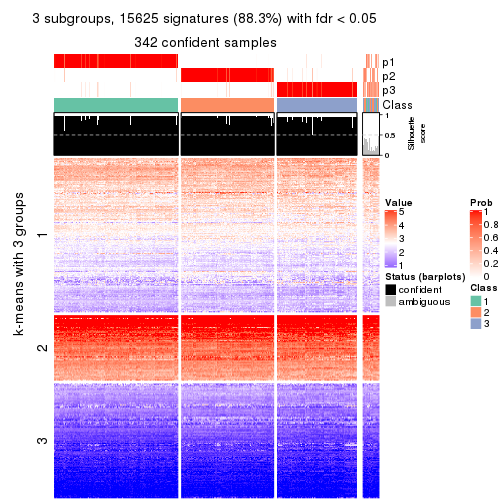 3 subgroups, 15625 signatures (88.3%) with fdr < 0.05
342 confident samples
p1
p2
p3
Class
1
0.5
0
Silhouette
score
k-means with 3 groups
1
2
3
Value
5
4
3
2
1
Status (barplots)
confident
ambiguous
Prob
1
0.8
0.6
0.4
0.2
0
Class
1
2
3